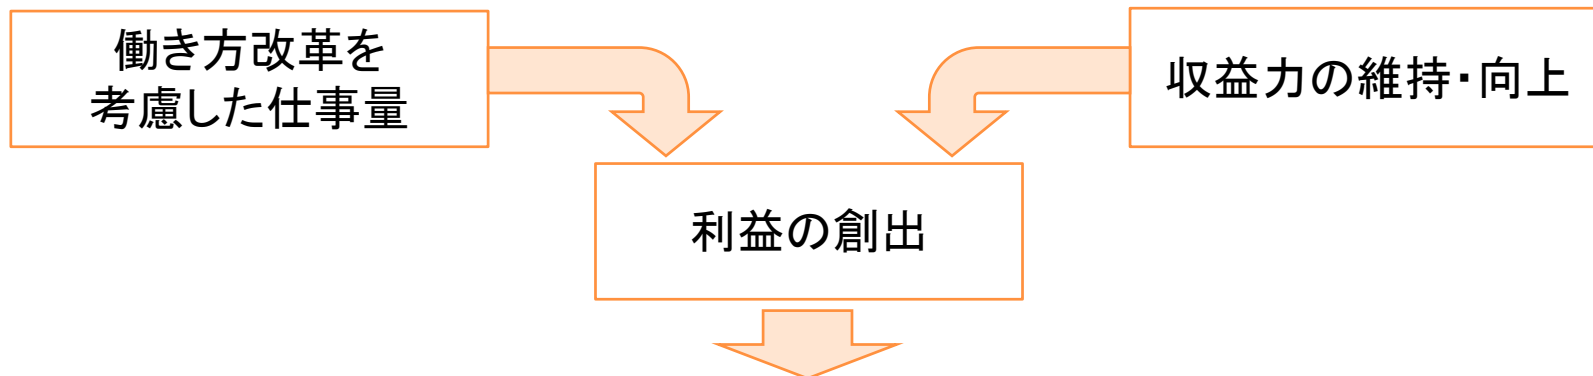 働き方改革を
考慮した仕事量
収益力の維持・向上
利益の創出